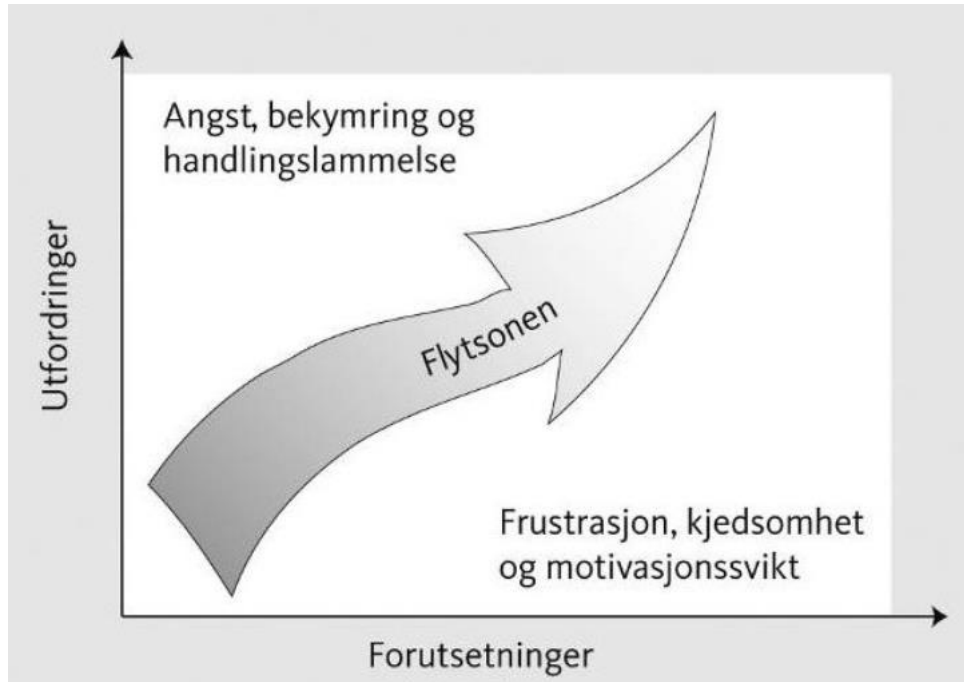 Angst, bekymring og
handlingslammelse
Utfordringer
Flytsonen
Frustrasjon, kjedsomhet
og motivasjonssvikt
Forutsetninger